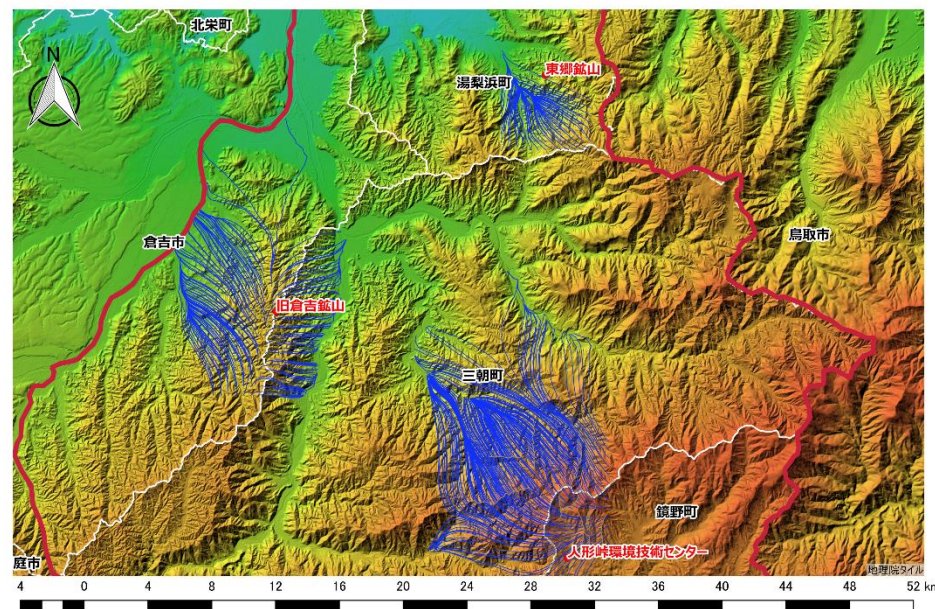 北栄町
N
東郷鉱山
湯梨浜町
鳥取市
倉吉市
旧倉吉鉱山
三朝町
鏡野町
人形峠環境技術センター
庭市
地理院タイル
4 0 4 8 12 16 20 24 28 32 36 40 44 48 52 km